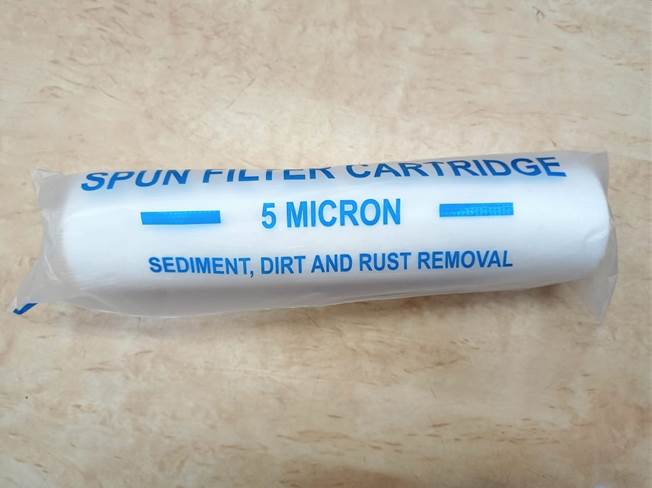 SPUN FILTER CARTRIDGE
5 MICRON
SEDIMENT, DIRT AND RUST REMOVAL